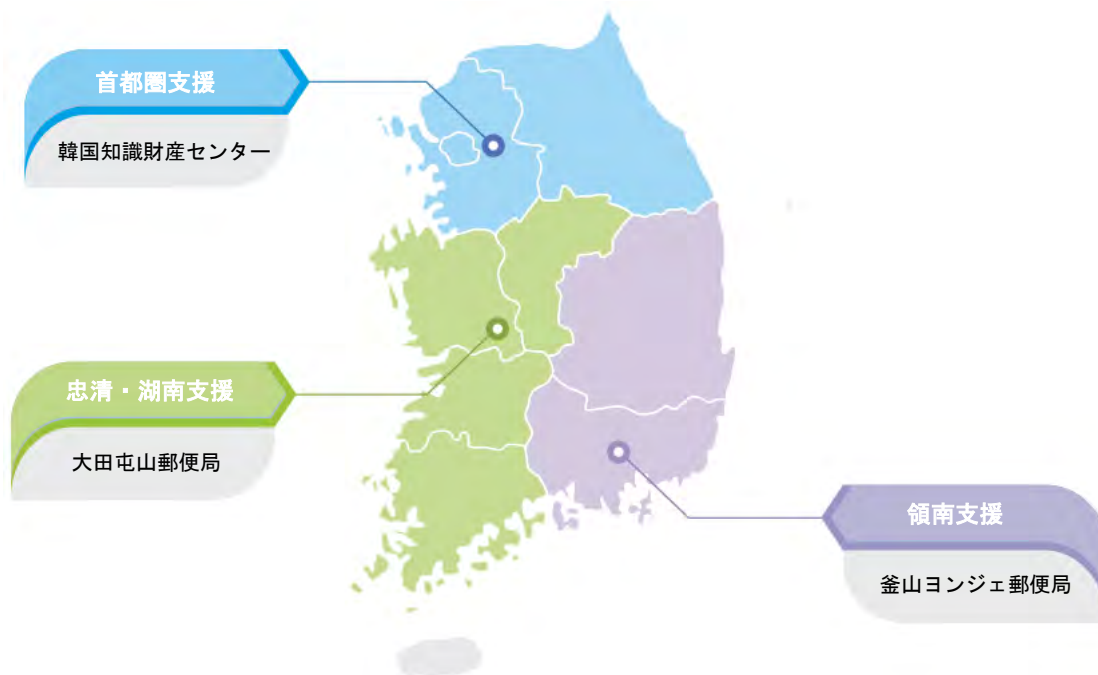 首都圏支援
韓国知識財産センター
忠清・湖南支援
大田屯山郵便局
領南支援
釜山ヨンジェ郵便局